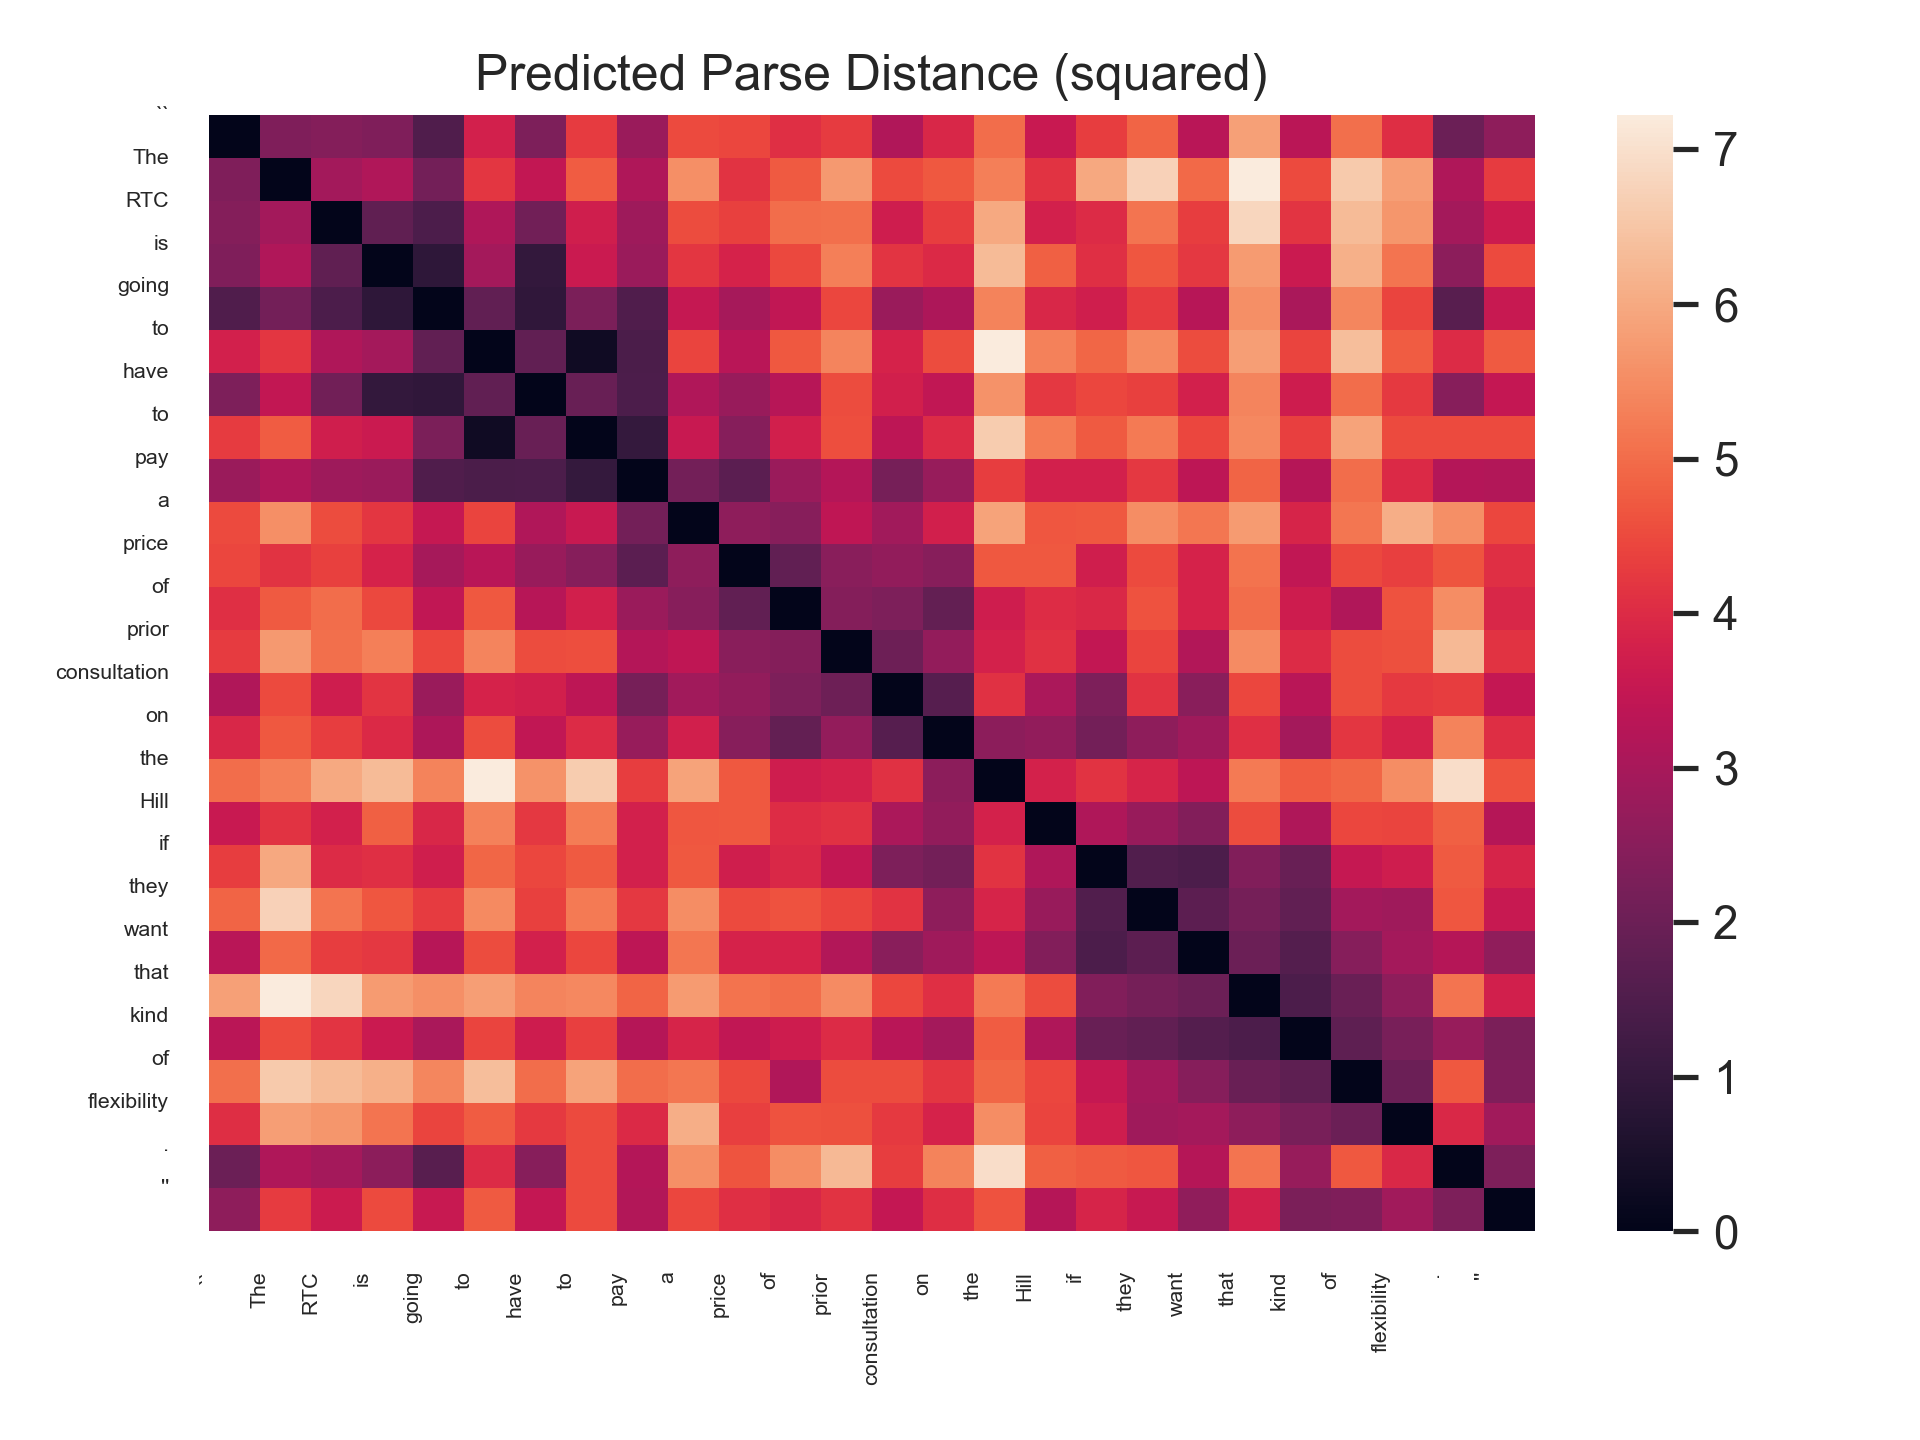 Predicted Parse Distance (squared)
``
The
RTC
is
going
to
have
to
pay
a
price
of
prior
consultation
on
the
Hill
if
they
want
that
kind
of
flexibility
.
''
`` The RTC is going to have to pay a price of prior consultation on the Hill if they want that kind of flexibility . ''
7
6
5
4
3
2
1
0